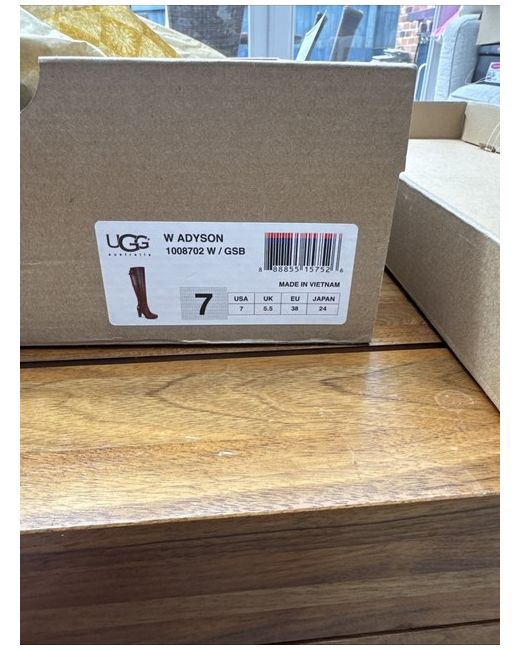 UGG®
australia
W ADYSON
1008702 W / GSB
8 88855 15752 6
MADE IN VIETNAM
7
USA UK EU JAPAN
7 5.5 38 24